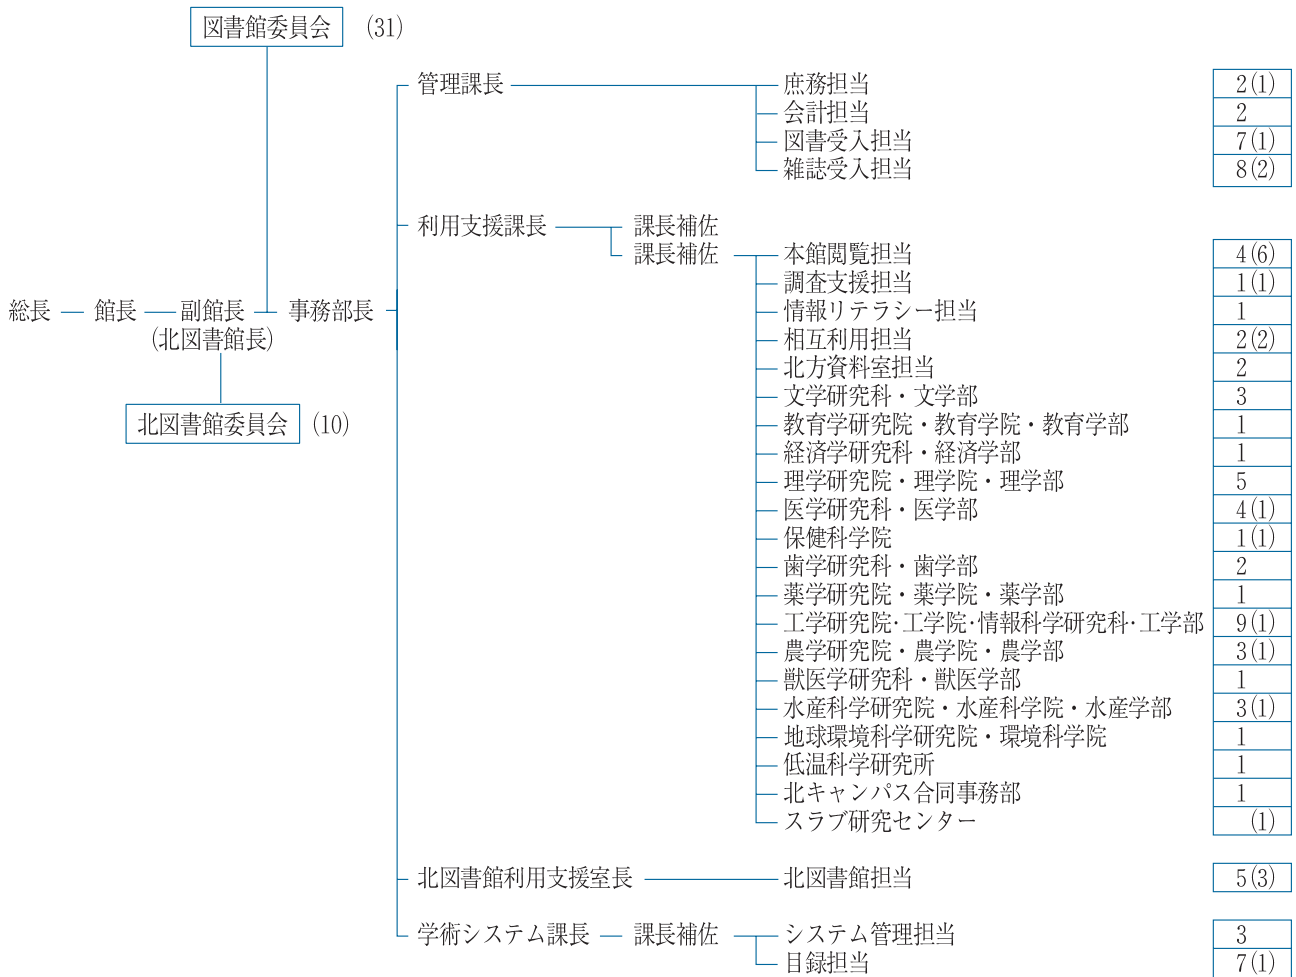 図書館委員会 (31)
管理課長 庶務担当 2(1)
会計担当 2
図書受入担当 7(1)
雑誌受入担当 8(2)
利用支援課長 課長補佐
課長補佐 本館閲覧担当 4(6)
調査支援担当 1(1)
総長 館長 副館長 事務部長 情報リテラシー担当 1
(北図書館長) 相互利用担当 2(2)
北方資料室担当 2
文学研究科・文学部 3
北図書館委員会 (10) 教育学研究院・教育学院・教育学部 1
経済学研究科・経済学部 1
理学研究院・理学院・理学部 5
医学研究科・医学部 4(1)
保健科学院 1(1)
歯学研究科・歯学部 2
薬学研究院・薬学院・薬学部 1
工学研究院・工学院・情報科学研究科・工学部 9(1)
農学研究院・農学院・農学部 3(1)
獣医学研究科・獣医学部 1
水産科学研究院・水産科学院・水産学部 3(1)
地球環境科学研究院・環境科学院 1
低温科学研究所 1
北キャンパス合同事務部 1
スラブ研究センター (1)
北図書館利用支援室長 北図書館担当 5(3)
学術システム課長 課長補佐 システム管理担当 3
目録担当 7(1)